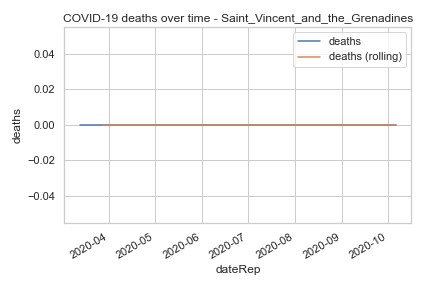 COVID-19 deaths over time - Saint_Vincent_and_the_Grenadines
deaths
deaths (rolling)
0.04
0.02
0.00
−0.02
−0.04
deaths
2020-04
2020-05
2020-06
2020-07
2020-08
2020-09
2020-10
dateRep